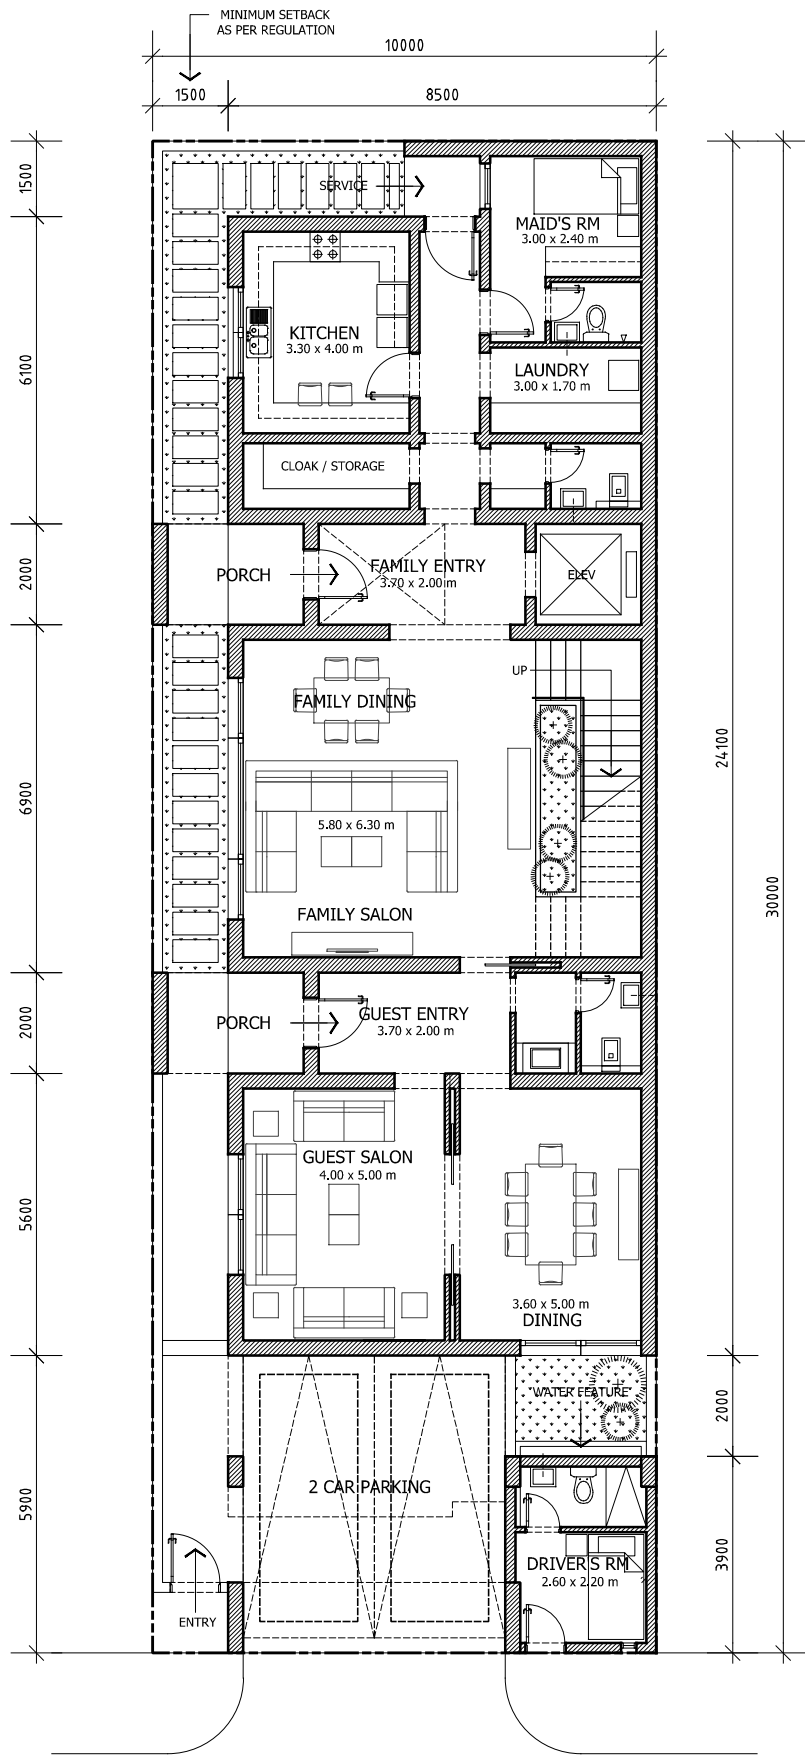 MINIMUM SETBACK
AS PER REGULATION
10000
1500
8500
1500
SERVICE
MAID'S RM
3.00 x 2.40 m
KITCHEN
3.30 x 4.00 m
6100
LAUNDRY
3.00 x 1.70 m
CLOAK / STORAGE
2000
PORCH
FAMILY ENTRY
3.70 x 2.00 m
ELEV
UP
FAMILY DINING
24100
6900
5.80 x 6.30 m
30000
FAMILY SALON
2000
PORCH
GUEST ENTRY
3.70 x 2.00 m
GUEST SALON
4.00 x 5.00 m
5600
3.60 x 5.00 m
DINING
WATER FEATURE
2000
2 CAR PARKING
5900
3900
DRIVER'S RM
2.60 x 2.20 m
ENTRY